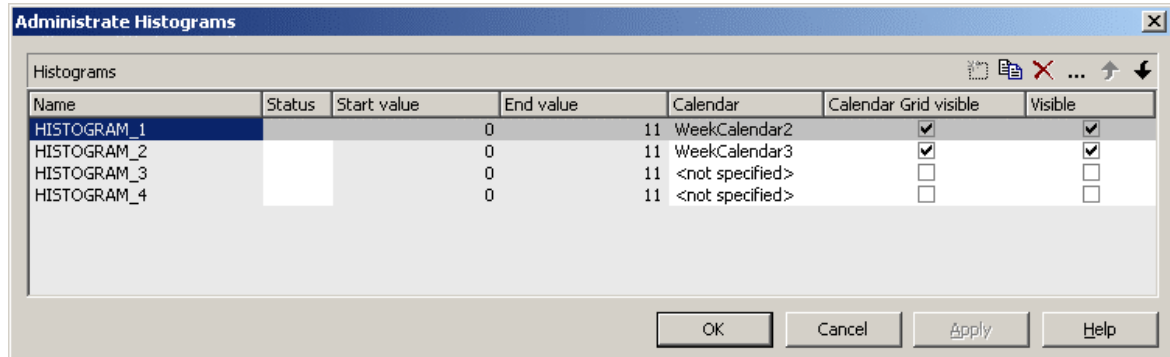 Administrate Histograms
Histograms ...
Name Status Start value End value Calendar Calendar Grid visible Visible
HISTOGRAM_1 0 11 WeekCalendar2
HISTOGRAM_2 0 11 WeekCalendar3
HISTOGRAM_3 0 11 <not specified>
HISTOGRAM_4 0 11 <not specified>
OK Cancel Apply Help